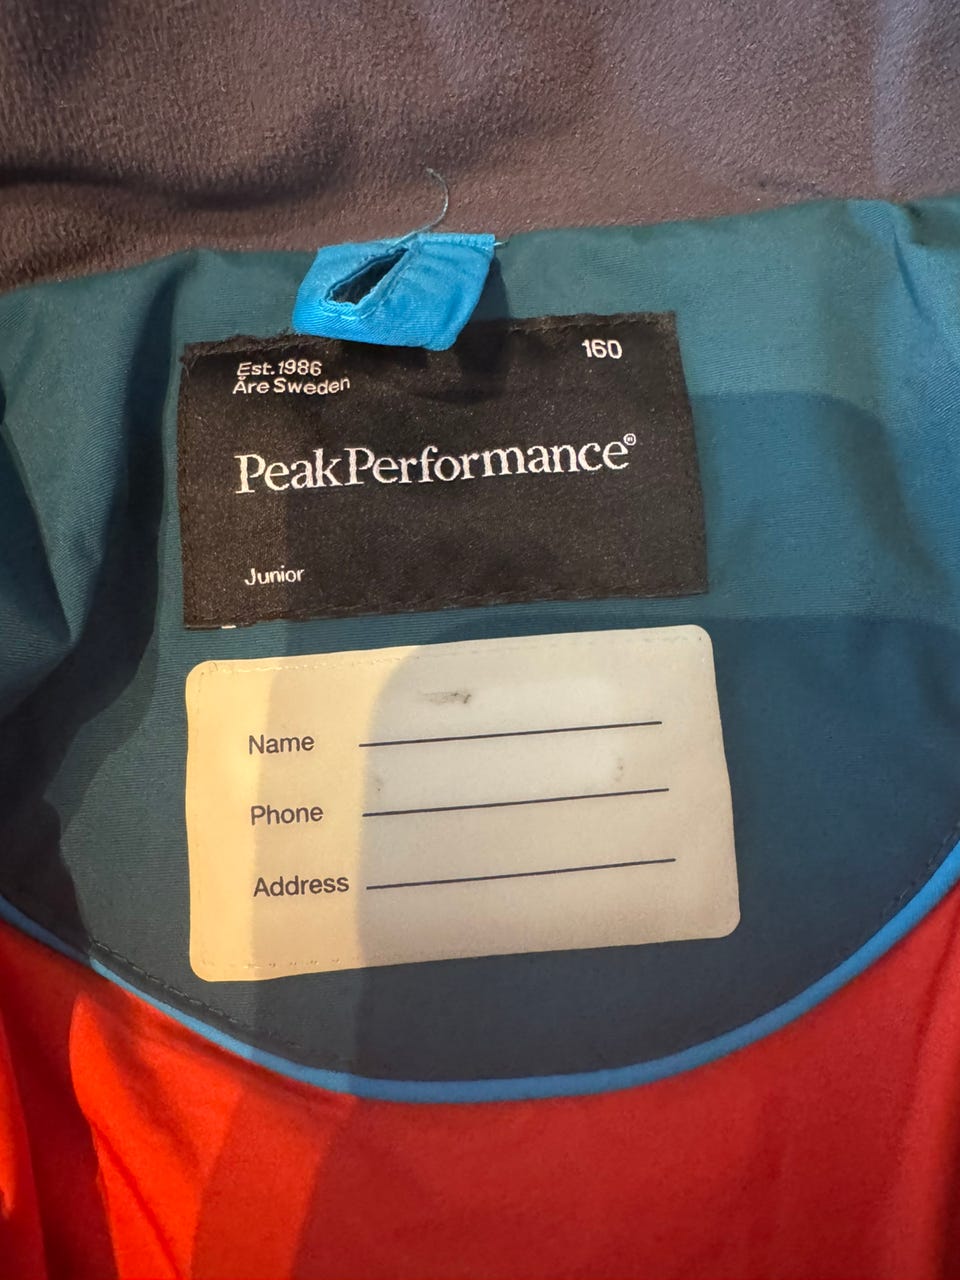 Est. 1986
Åre Sweden
160
PeakPerformance®
Junior
Name
Phone
Address